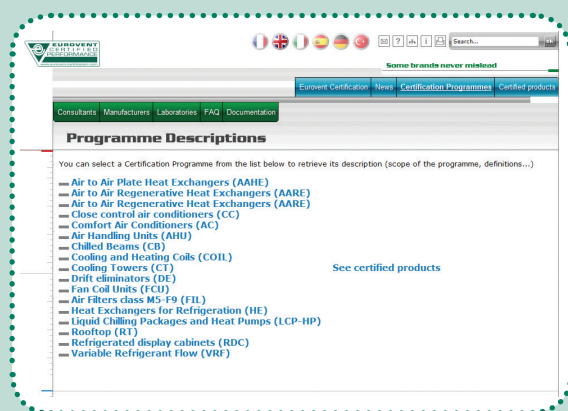 EUROVENT
CERTIFIED
PERFORMANCE
Search...
Some brands never mislead
Eurovent Certification News Certification Programmes Certified products
Consultants Manufacturers Laboratories FAQ Documentation
Programme Descriptions
You can select a Certification Programme from the list below to retrieve its description (scope of the programme, definitions...)
Air to Air Plate Heat Exchangers (AAHE)
Air to Air Regenerative Heat Exchangers (AARE)
Air to Air Regenerative Heat Exchangers (AARE)
Close control air conditioners (CC)
Comfort Air Conditioners (AC)
Air Handling Units (AHU)
Chilled Beams (CB)
Cooling and Heating Coils (COIL)
Cooling Towers (CT)
See certified products
Drift eliminators (DE)
Fan Coil Units (FCU)
Air Filters class M5-F9 (FIL)
Heat Exchangers for Refrigeration (HE)
Liquid Chilling Packages and Heat Pumps (LCP-HP)
Rooftop (RT)
Refrigerated display cabinets (RDC)
Variable Refrigerant Flow (VRF)